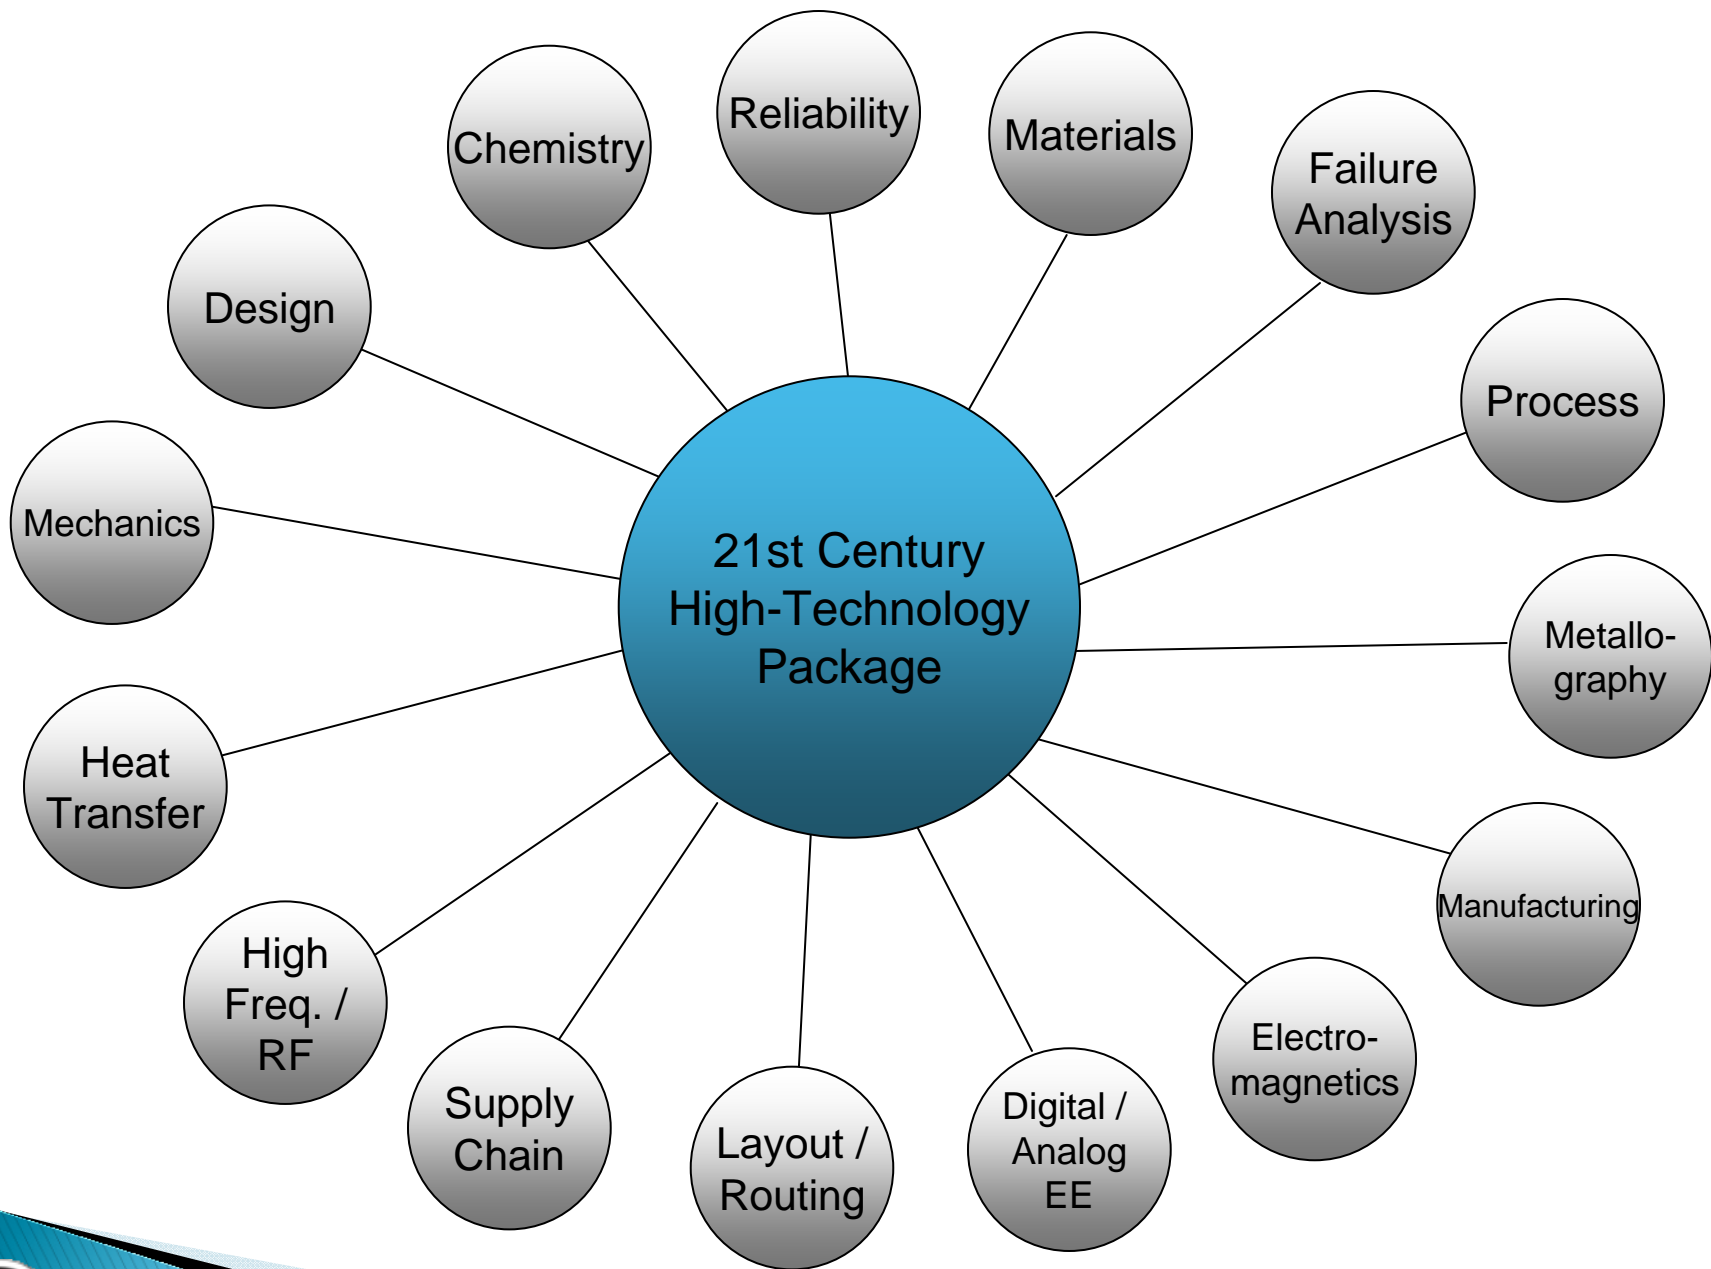 Reliability
Materials
Chemistry
Failure
Analysis
Design
Process
Mechanics
21st Century
High-Technology
Package
Metallo-
graphy
Heat
Transfer
Manufacturing
High
Freq. /
RF
Electro-
magnetics
Supply
Chain
Layout /
Routing
Digital /
Analog
EE